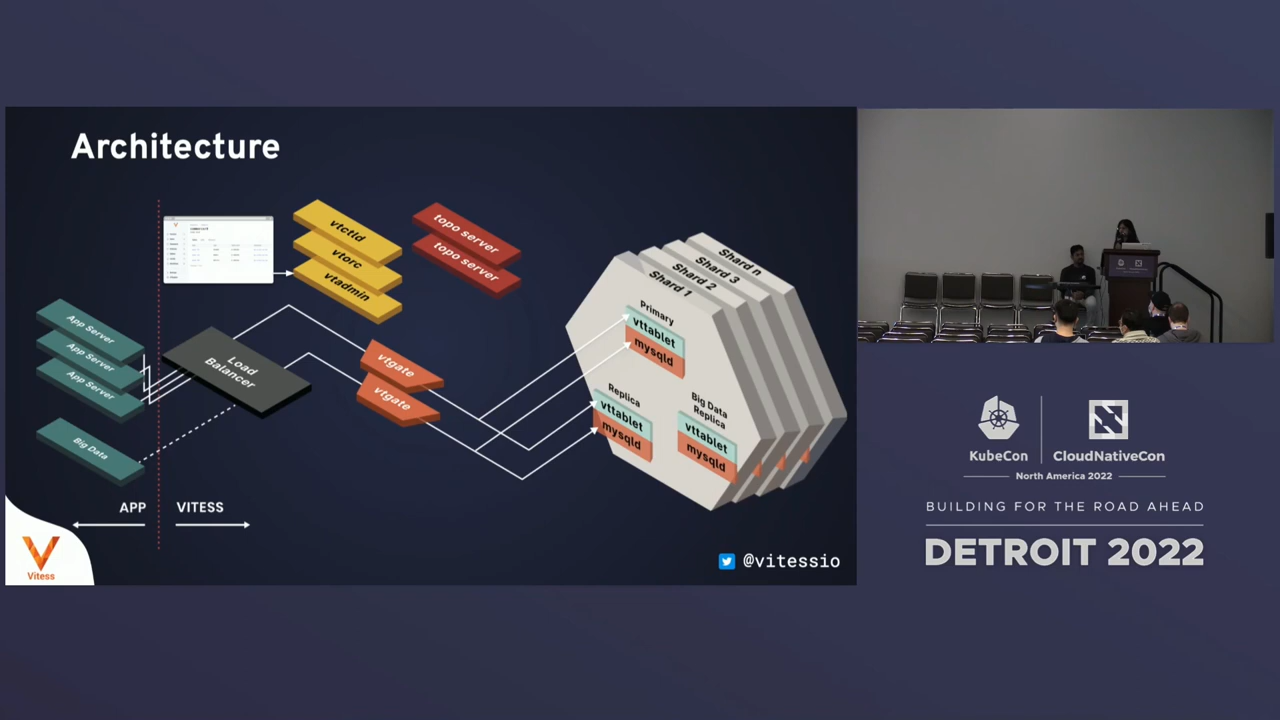 Architecture
vtctld
vtorc
vtadmin
topo server
topo server
Shard n
Shard 3
Shard 2
Shard 1
App Server
App Server
App Server
Big Data
Load
Balancer
vtgate
vtgate
Primary
vttablet
mysqld
Replica
vttablet
mysqld
Big Data
Replica
vttablet
mysqld
APP
VITESS
Vitess
@vitessio
KubeCon
CloudNativeCon
North America 2022
BUILDING FOR THE ROAD AHEAD
DETROIT 2022